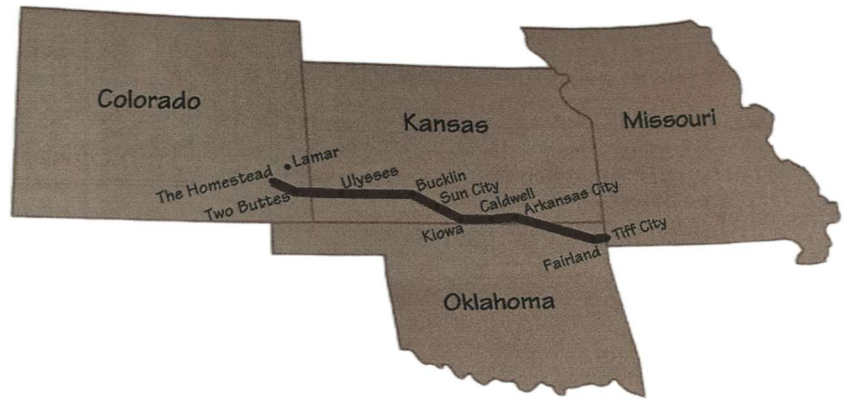 Colorado
Kansas
Missouri
Lamar
The Homestead
Ulysses
Bucklin
Two Buttes
Sun City
Caldwell
Arkansas City
Kiowa
Tiff City
Fairland
Oklahoma